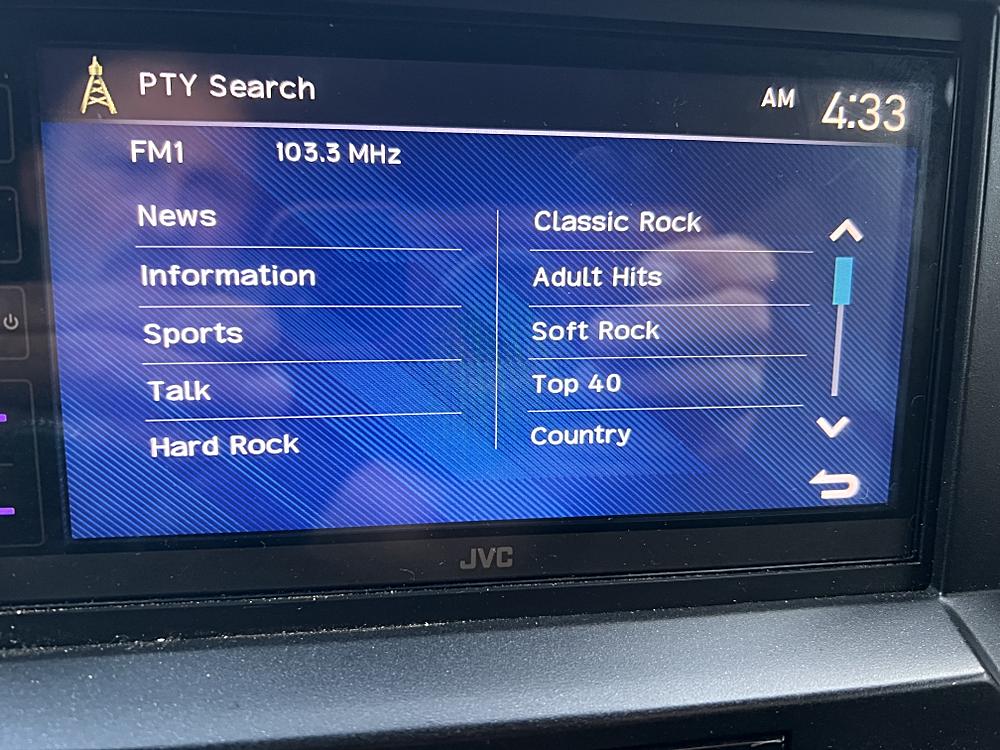 PTY Search
AM 4:33
FM1 103.3 MHz
News
Information
Sports
Talk
Hard Rock
Classic Rock
Adult Hits
Soft Rock
Top 40
Country
JVC